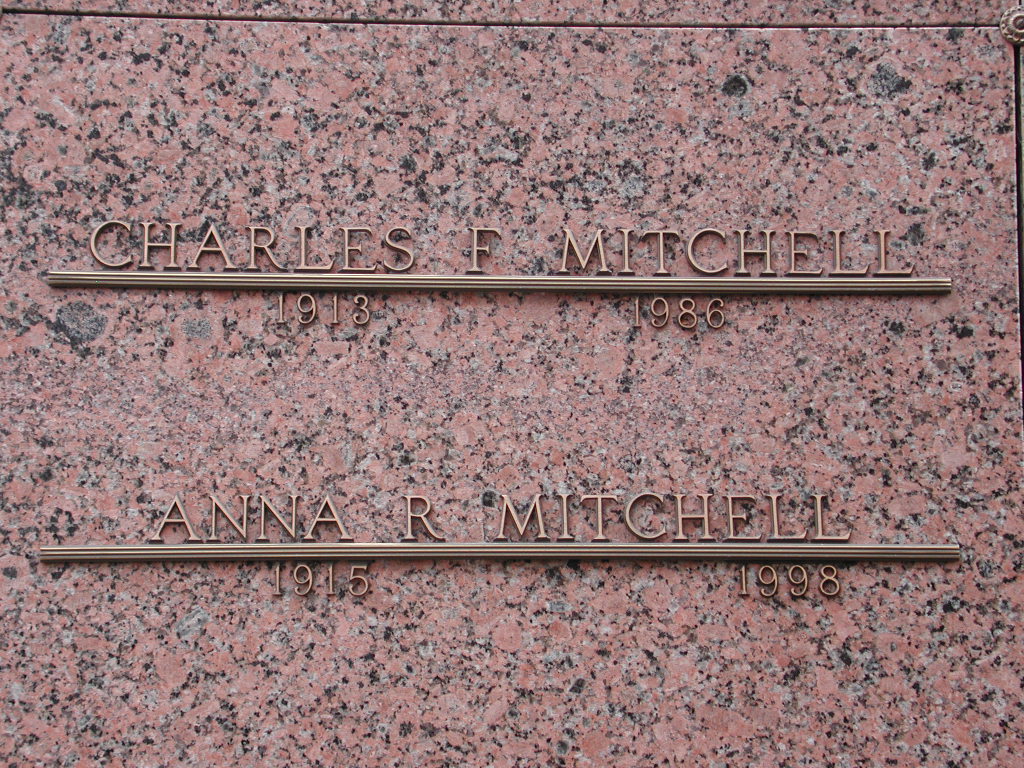 CHARLES F MITCHELL
1913 1986
ANNA R MITCHELL
1915 1998